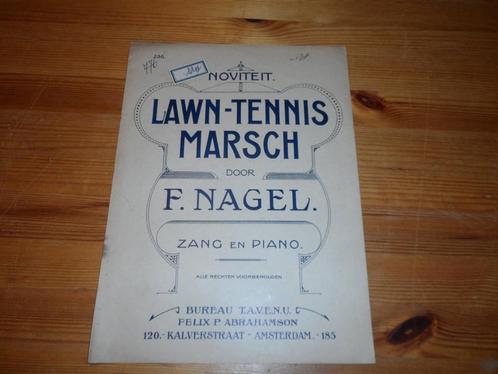 NOVITEIT.
LAWN-TENNIS
MARSCH
DOOR
F. NAGEL.
ZANG EN PIANO.
ALLE RECHTEN VOORBEHOUDEN
BUREAU T.A.V.E.N.U.
FELIX P. ABRAHAMSON
120.- KALVERSTRAAT - AMSTERDAM. - 185